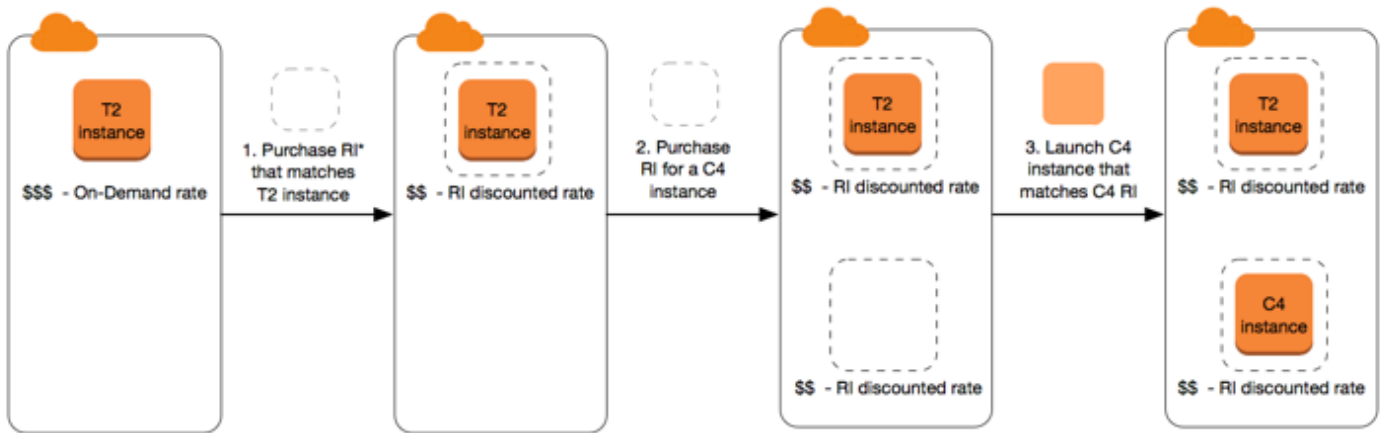 T2
instance
$$$ - On-Demand rate
1. Purchase RI*
that matches
T2 instance
T2
instance
$$ - RI discounted rate
2. Purchase
RI for a C4
instance
T2
instance
$$ - RI discounted rate
$$ - RI discounted rate
3. Launch C4
instance that
matches C4 RI
T2
instance
$$ - RI discounted rate
C4
instance
$$ - RI discounted rate